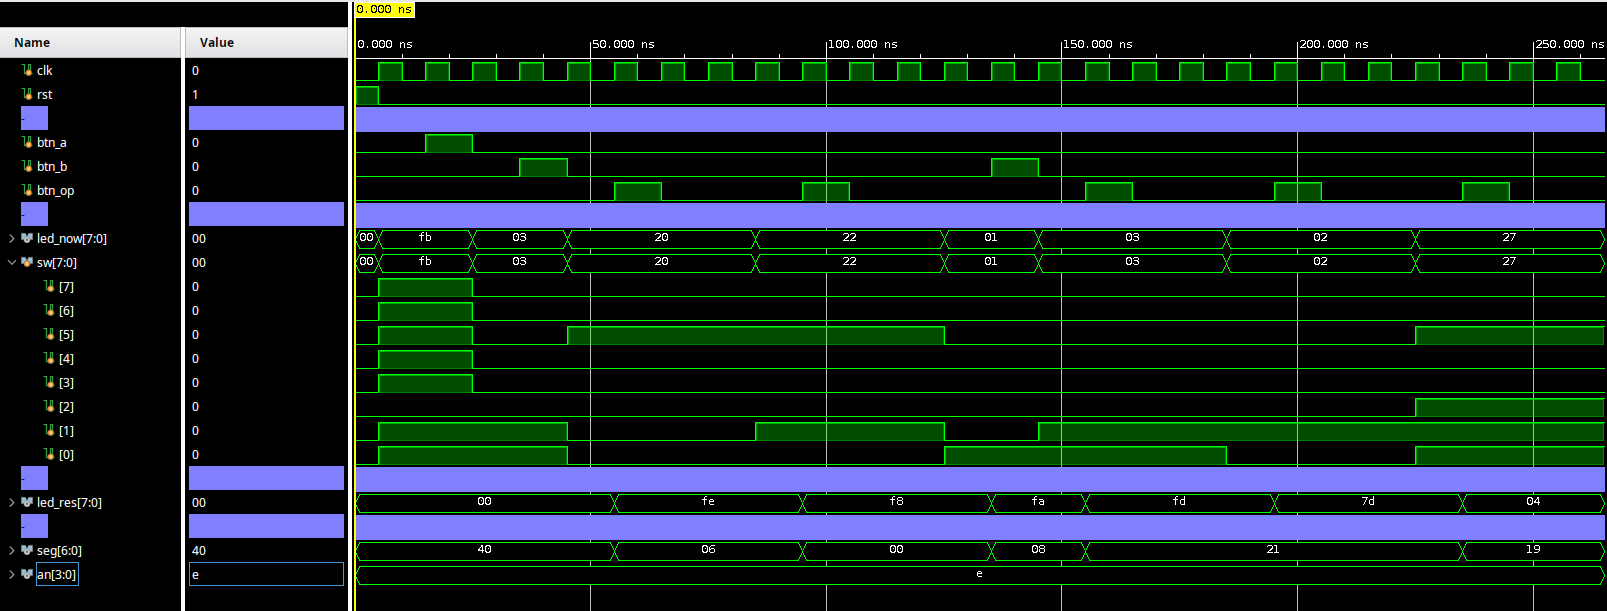 0.000 ns
Name Value 0.000 ns 50.000 ns 100.000 ns 150.000 ns 200.000 ns 250.000 ns
clk 0
rst 1
-
btn_a 0
btn_b 0
btn_op 0
-
led_now[7:0] 00 00 fb 03 20 22 01 03 02 27
sw[7:0] 00 00 fb 03 20 22 01 03 02 27
[7] 0
[6] 0
[5] 0
[4] 0
[3] 0
[2] 0
[1] 0
[0] 0
-
led_res[7:0] 00 00 fe f8 fa fd 7d 04
-
seg[6:0] 40 40 06 00 08 21 19
an[3:0] e e